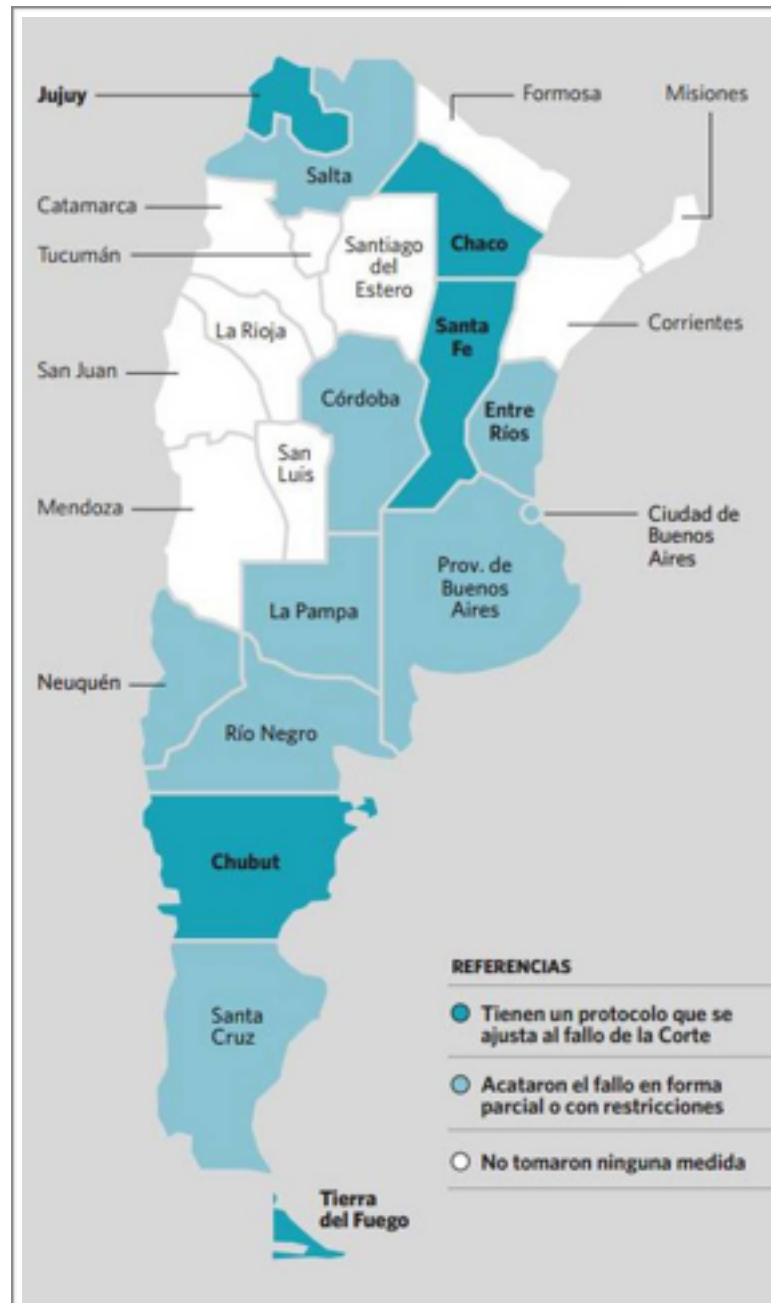 Jujuy
Formosa
Misiones
Salta
Catamarca
Tucumán
Santiago
del
Estero
Chaco
La Rioja
Santa
Fe
Corrientes
San Juan
Córdoba
Entre
Ríos
San
Luis
Mendoza
Ciudad de
Buenos
Aires
Prov. de
Buenos
Aires
La Pampa
Neuquén
Río Negro
Chubut
REFERENCIAS
Tienen un protocolo que se
ajusta al fallo de la Corte
Santa
Cruz
Acataron el fallo en forma
parcial o con restricciones
No tomaron ninguna medida
Tierra
del Fuego